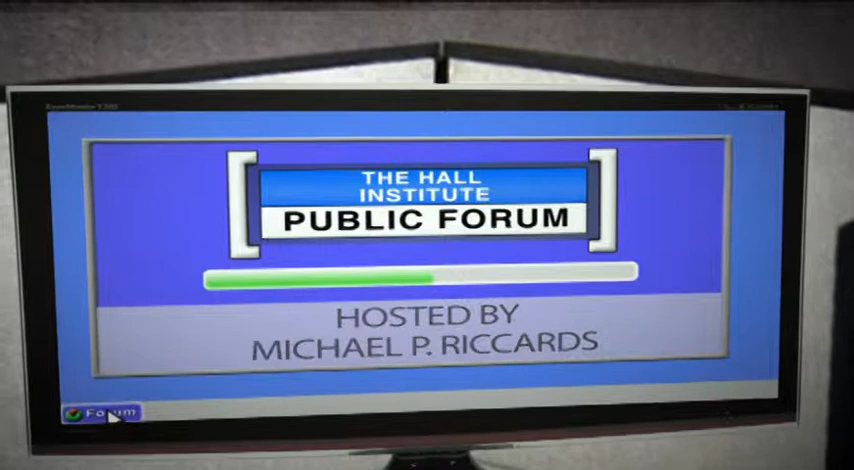 THE HALL
INSTITUTE
PUBLIC FORUM
HOSTED BY
MICHAEL P. RICCARDS
Forum